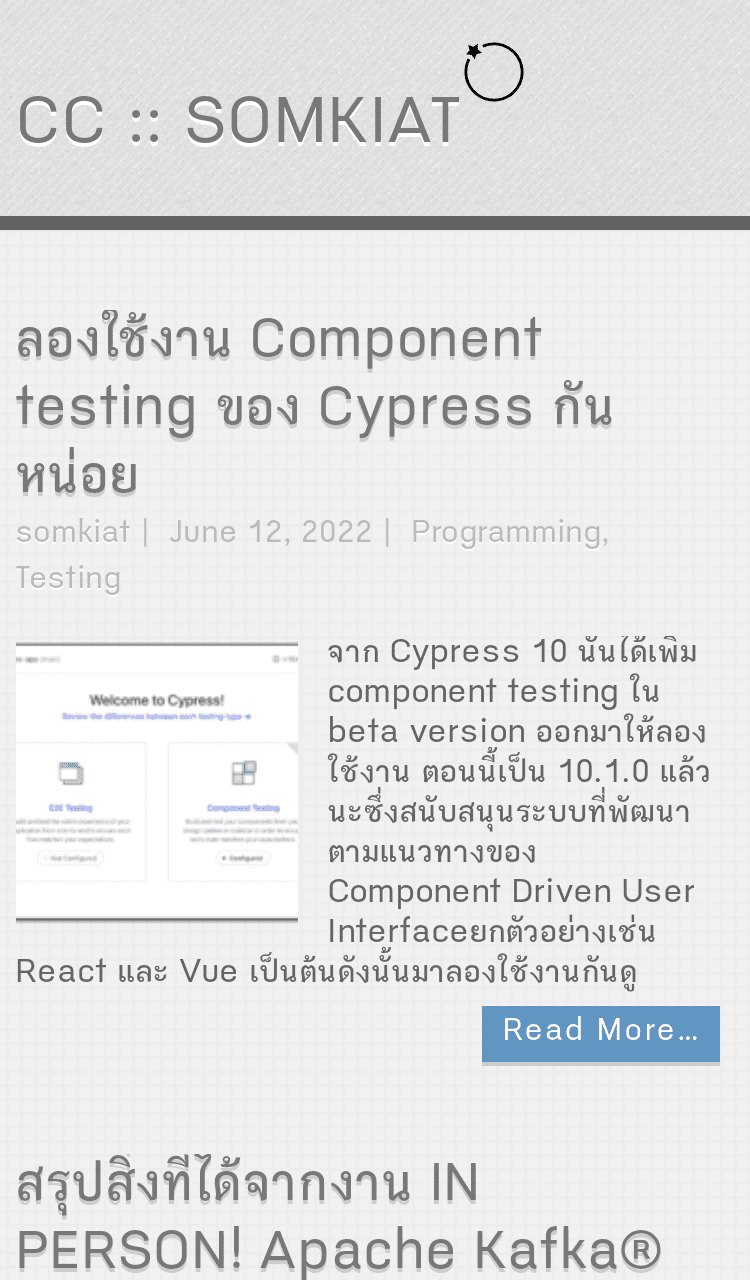 CC :: SOMKIAT
ลองใช้งาน Component
testing ของ Cypress กัน
หน่อย
somkiat | June 12, 2022 | Programming,
Testing
Welcome to Cypress!
Review the differences between each testing type →
E2E Testing
Component Testing
Not Configured
Configured
จาก Cypress 10 นั้นได้เพิ่ม
component testing ใน
beta version ออกมาให้ลอง
ใช้งาน ตอนนี้เป็น 10.1.0 แล้ว
นะซึ่งสนับสนุนระบบที่พัฒนา
ตามแนวทางของ
Component Driven User
Interfaceยกตัวอย่างเช่น
React และ Vue เป็นต้นดังนั้นมาลองใช้งานกันดู
Read More…
สรุปสิ่งที่ได้จากงาน IN
PERSON! Apache Kafka®